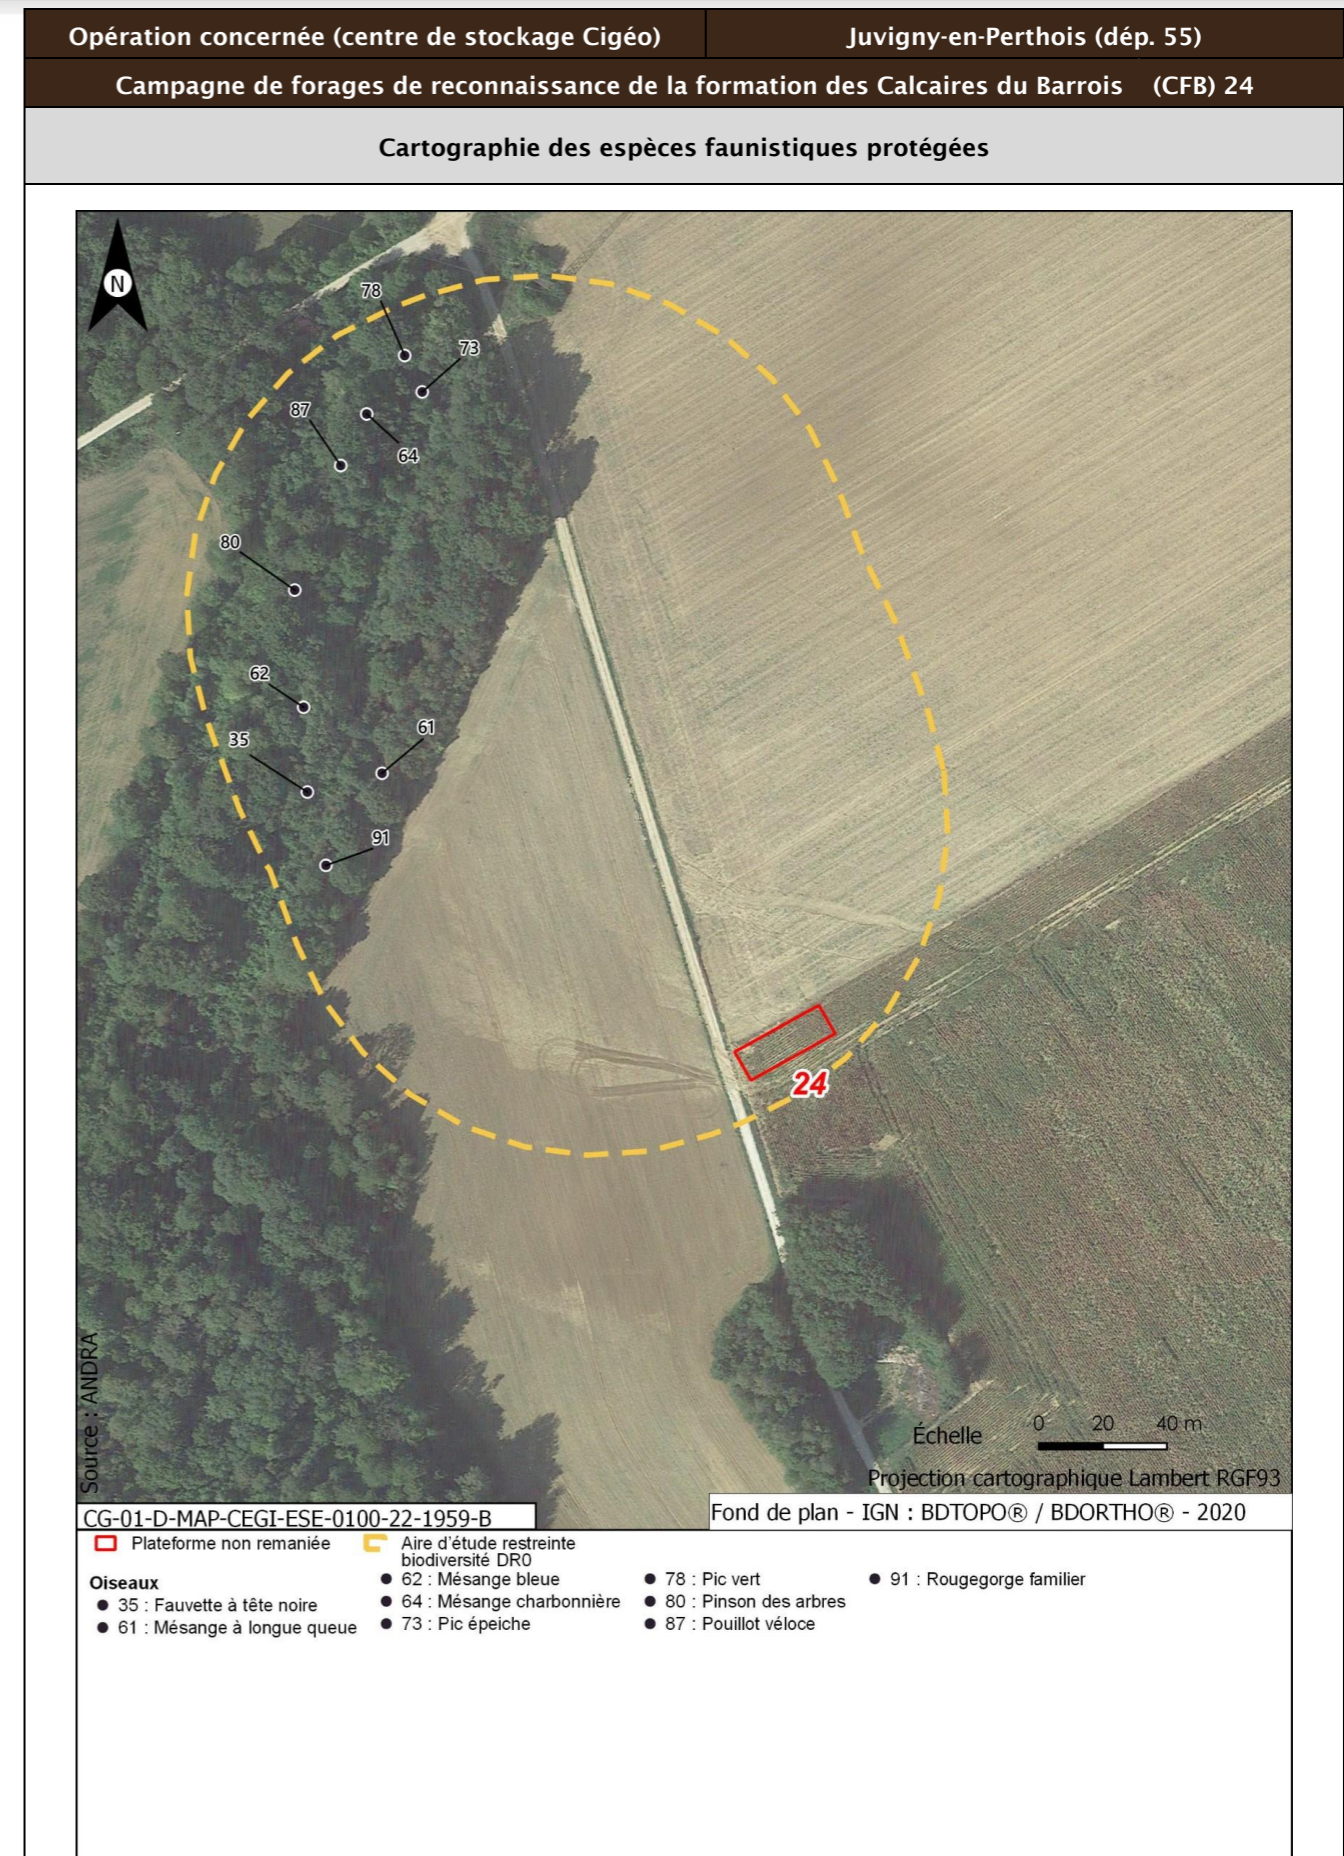 Opération concernée (centre de stockage Cigéo) Juvigny-en-Perthois (dép. 55)
Campagne de forages de reconnaissance de la formation des Calcaires du Barrois (CFB) 24
Cartographie des espèces faunistiques protégées
N
78
73
87
64
80
62
61
35
91
24
Source : ANDRA
Échelle 0 20 40 m
Projection cartographique Lambert RGF93
CG-01-D-MAP-CEGI-ESE-0100-22-1959-B
Fond de plan - IGN : BDTOPO® / BDORTHO® - 2020
Plateforme non remaniée
Aire d'étude restreinte
biodiversité DR0
Oiseaux
35 : Fauvette à tête noire
61 : Mésange à longue queue
62 : Mésange bleue
64 : Mésange charbonnière
73 : Pic épeiche
78 : Pic vert
80 : Pinson des arbres
87 : Pouillot véloce
91 : Rougegorge familier